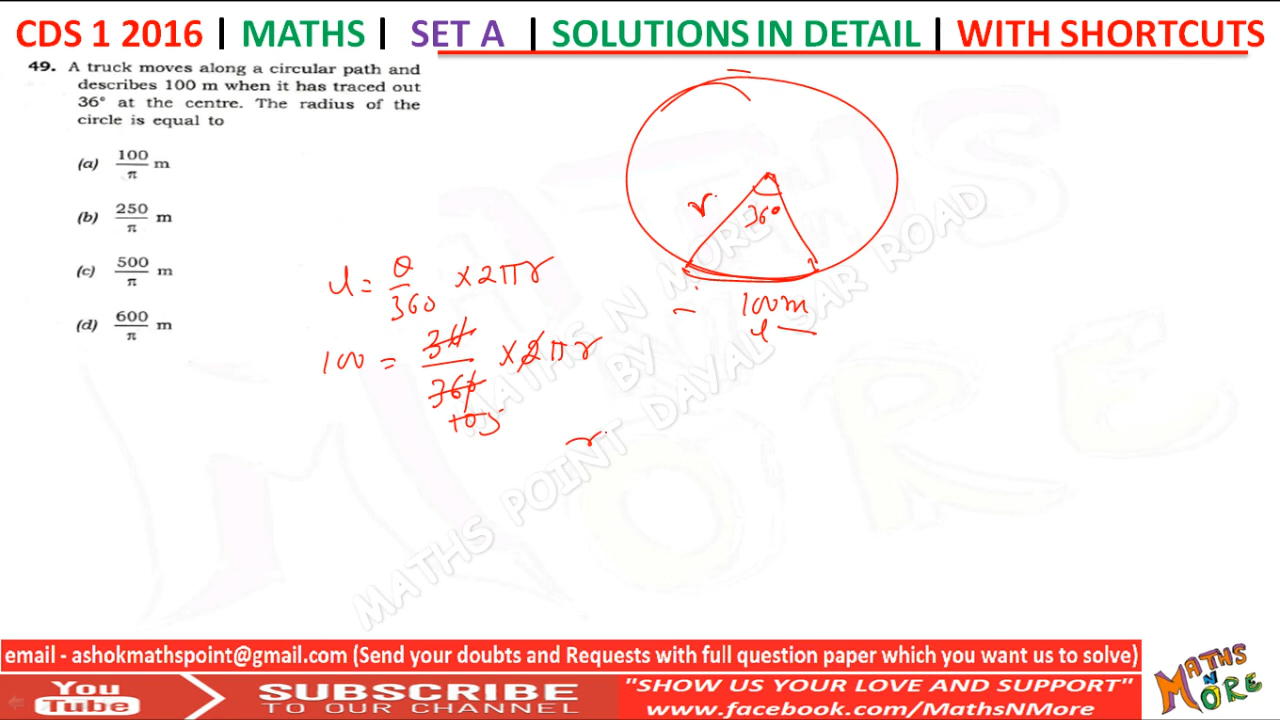 CDS 1 2016 | MATHS | SET A | SOLUTIONS IN DETAIL | WITH SHORTCUTS
49. A truck moves along a circular path and
describes 100 m when it has traced out
36° at the centre. The radius of the
circle is equal to
(a) 100/π m
(b) 250/π m
(c) 500/π m
(d) 600/π m
r
36°
100m
l
l = θ/360 × 2πr
100 = 36/360 × 2πr
10 5
r
MATHS N MORE
BY
MATHS POINT DAYAL SAR ROAD
email - ashokmathspoint@gmail.com (Send your doubts and Requests with full question paper which you want us to solve)
You Tube
SUBSCRIBE
TO OUR CHANNEL
"SHOW US YOUR LOVE AND SUPPORT"
www.facebook.com/MathsNMore
MATHS
N
MORE